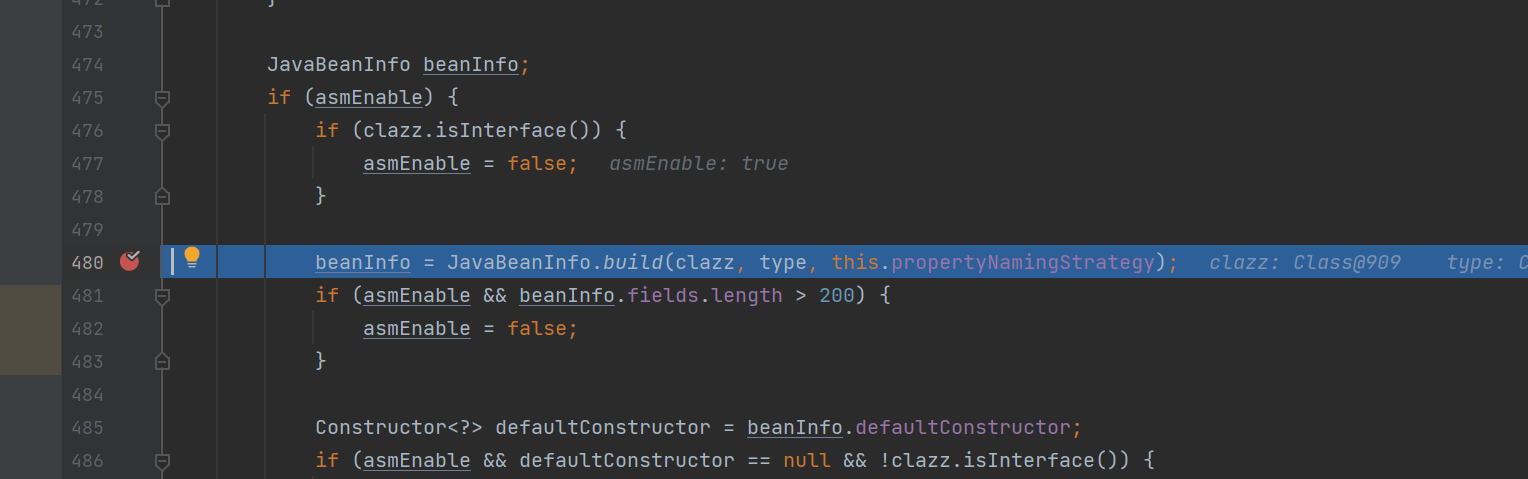 472 }
473
474 JavaBeanInfo beanInfo;
475 if (asmEnable) {
476 if (clazz.isInterface()) {
477 asmEnable = false; asmEnable: true
478 }
479
480 beanInfo = JavaBeanInfo.build(clazz, type, this.propertyNamingStrategy); clazz: Class@909 type: C
481 if (asmEnable && beanInfo.fields.length > 200) {
482 asmEnable = false;
483 }
484
485 Constructor<?> defaultConstructor = beanInfo.defaultConstructor;
486 if (asmEnable && defaultConstructor == null && !clazz.isInterface()) {